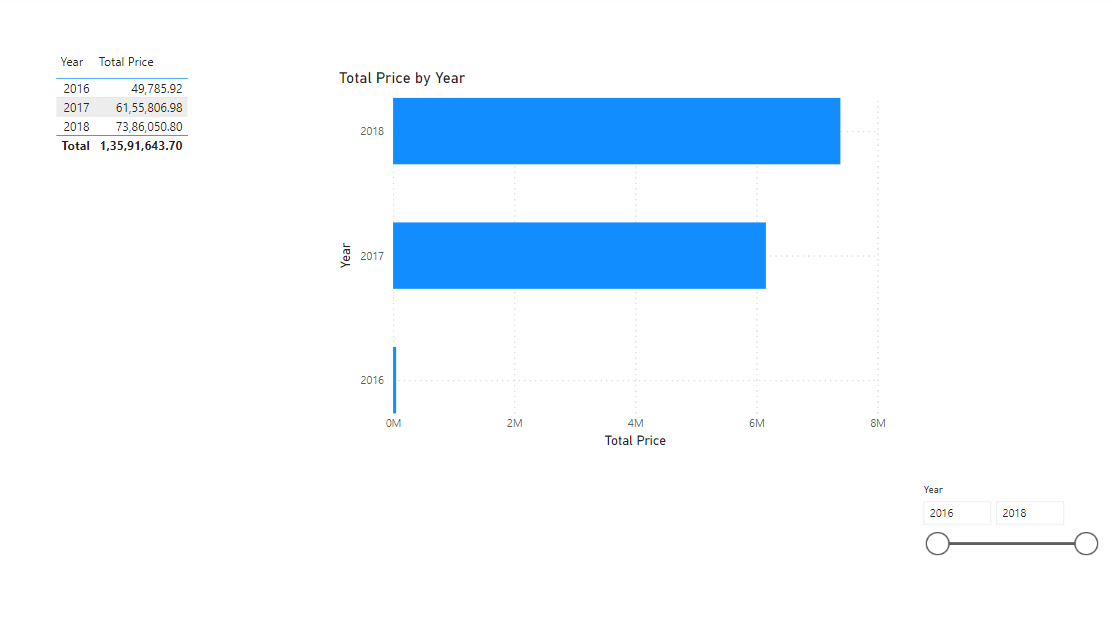 Year Total Price
2016 49,785.92
2017 61,55,806.98
2018 73,86,050.80
Total 1,35,91,643.70
Total Price by Year
Year
2018
2017
2016
0M 2M 4M 6M 8M
Total Price
Year
2016 2018